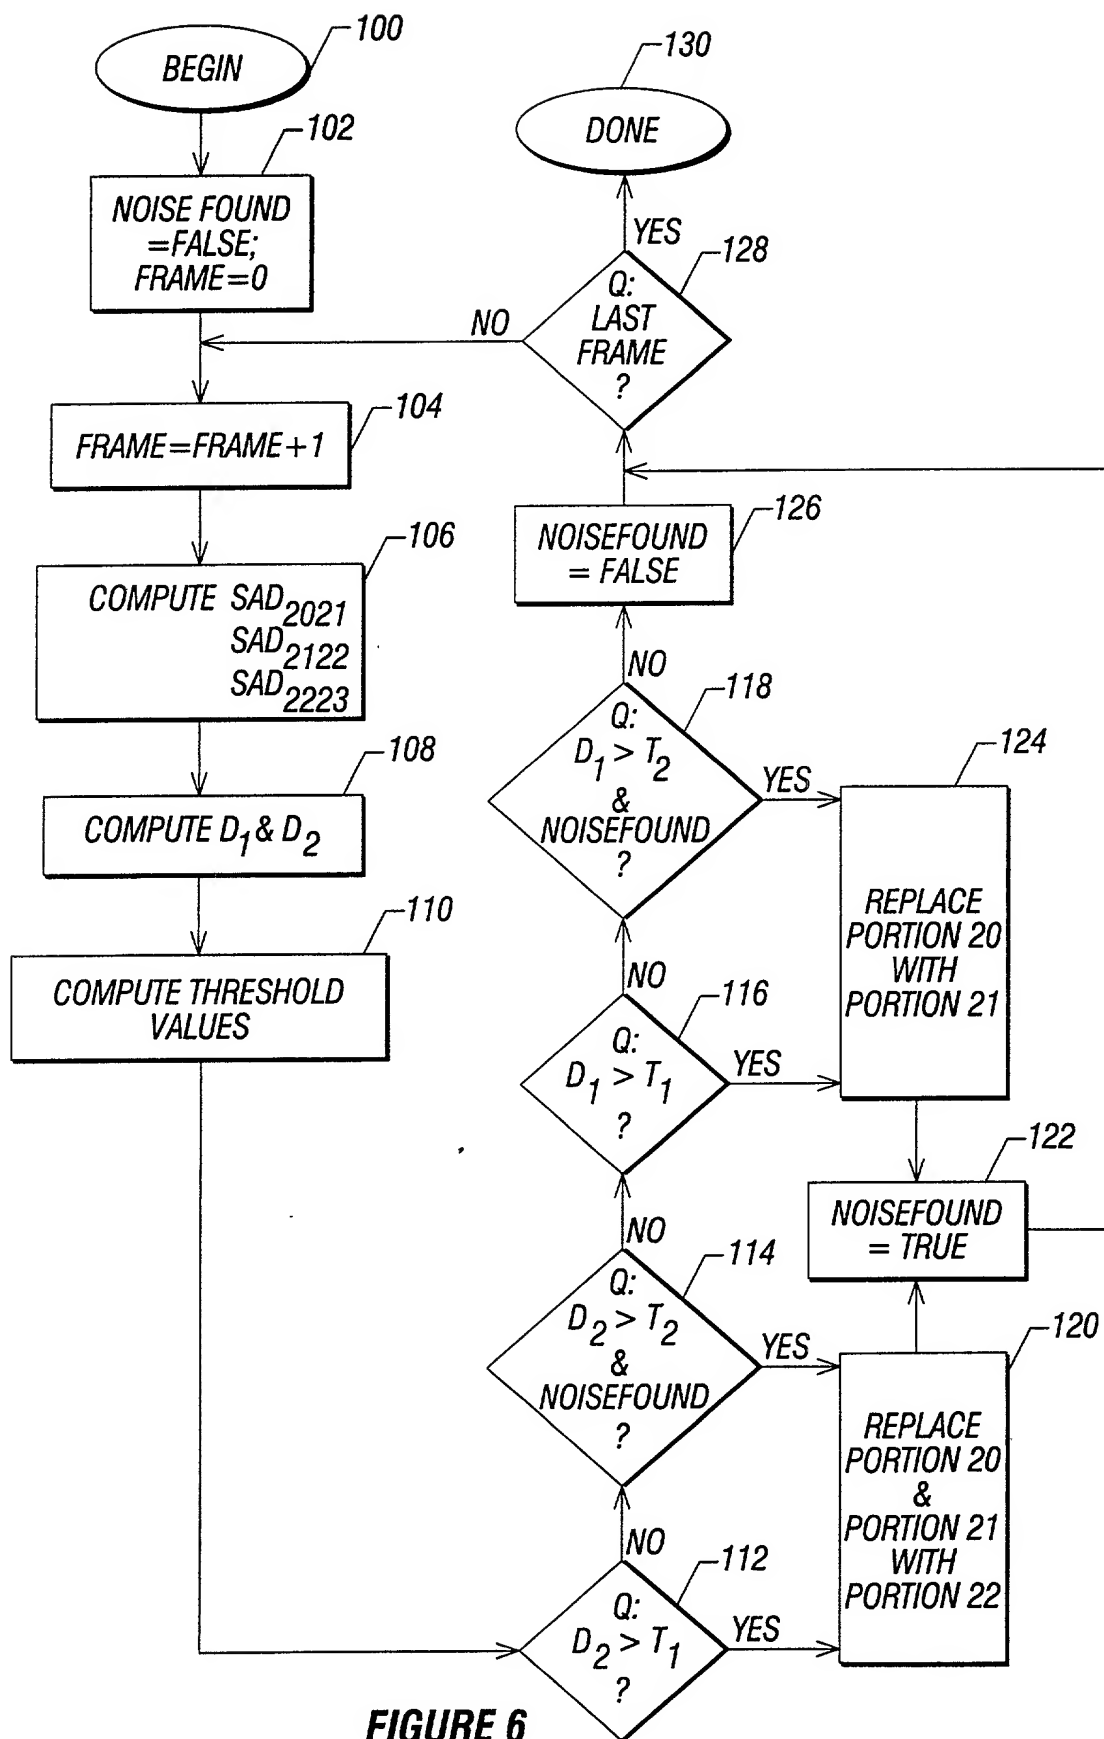 100
BEGIN
102
NOISE FOUND
=FALSE;
FRAME=0
104
FRAME=FRAME+1
106
COMPUTE SAD2021
SAD2122
SAD2223
108
COMPUTE D1 & D2
110
COMPUTE THRESHOLD
VALUES
130
DONE
YES
128
Q:
LAST
FRAME
?
NO
126
NOISEFOUND
= FALSE
NO
118
Q:
D1 > T2
&
NOISEFOUND
?
YES
124
REPLACE
PORTION 20
WITH
PORTION 21
NO
116
Q:
D1 > T1
?
YES
122
NOISEFOUND
= TRUE
NO
114
Q:
D2 > T2
&
NOISEFOUND
?
YES
120
REPLACE
PORTION 20
&
PORTION 21
WITH
PORTION 22
NO
112
Q:
D2 > T1
?
YES
FIGURE 6